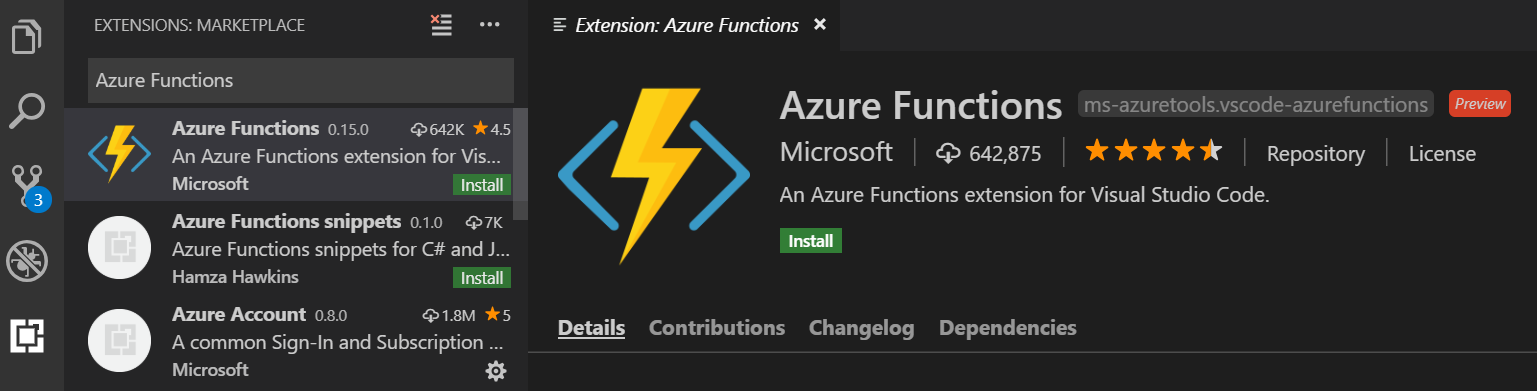 EXTENSIONS: MARKETPLACE
Azure Functions
Azure Functions 0.15.0 642K 4.5
An Azure Functions extension for Vis...
Microsoft Install
Azure Functions snippets 0.1.0 7K
Azure Functions snippets for C# and J...
Hamza Hawkins Install
Azure Account 0.8.0 1.8M 5
A common Sign-In and Subscription ...
Microsoft
3
Extension: Azure Functions
Azure Functions ms-azuretools.vscode-azurefunctions Preview
Microsoft 642,875 Repository License
An Azure Functions extension for Visual Studio Code.
Install
Details Contributions Changelog Dependencies